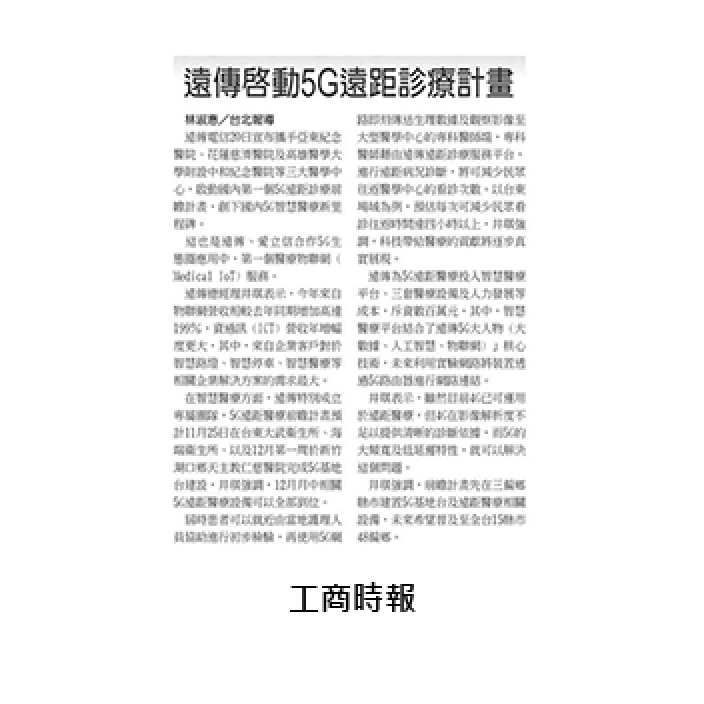 遠傳啓動5G遠距診療計畫
林淑惠／台北報導
遠傳電信20日宣布攜手亞東紀念
醫院、花蓮慈濟醫院及高雄醫學大
學附設中和紀念醫院等三大醫學中
心，啟動國內第一個5G遠距診療前
瞻計畫，創下國內5G智慧醫療新里
程碑。
這也是遠傳、愛立信合作5G生
態圈應用中，第一個醫療物聯網（
Medical IoT）服務。
遠傳總經理井琪表示，今年來自
物聯網營收相較去年同期增加高達
199%，資通訊（ICT）營收年增幅
度更大，其中，來自企業客戶對於
智慧路燈、智慧停車、智慧醫療等
相關企業解決方案的需求最大。
在智慧醫療方面，遠傳特別成立
專屬團隊，5G遠距醫療前瞻計畫預
計11月25日在台東大武衛生所、海
端衛生所、以及12月第一周於新竹
湖口鄉天主教仁慈醫院完成5G基地
台建設，井琪強調，12月月中相關
5G遠距醫療設備可以全部到位。
屆時患者可以就近由當地護理人
員協助進行初步檢驗，再使用5G網
路即時傳送生理數據及觀察影像至
大型醫學中心的專科醫師端，專科
醫師藉由遠傳遠距診療服務平台，
進行遠距病況診斷，將可減少民眾
往返醫學中心的看診次數，以台東
場域為例，預估每次可減少民眾看
診往返時間達四小時以上，井琪強
調，科技帶給醫療的貢獻將逐步真
實展現。
遠傳為5G遠距醫療投入智慧醫療
平台、三套醫療設備及人力發展等
成本，斥資數百萬元，其中，智慧
醫療平台結合了遠傳5G大人物（大
數據、人工智慧、物聯網）」核心
技術，未來利用實驗網路將裝置透
過5G路由器進行網路連結。
井琪表示，雖然目前4G已可運用
於遠距醫療，但4G在影像解析度不
足以提供清晰的診斷依據，而5G的
大頻寬及低延遲特性，就可以解決
這個問題。
井琪強調，前瞻計畫先在三偏鄉
縣市建置5G基地台及遠距醫療相關
設備，未來希望普及至全台15縣市
48偏鄉。
工商時報